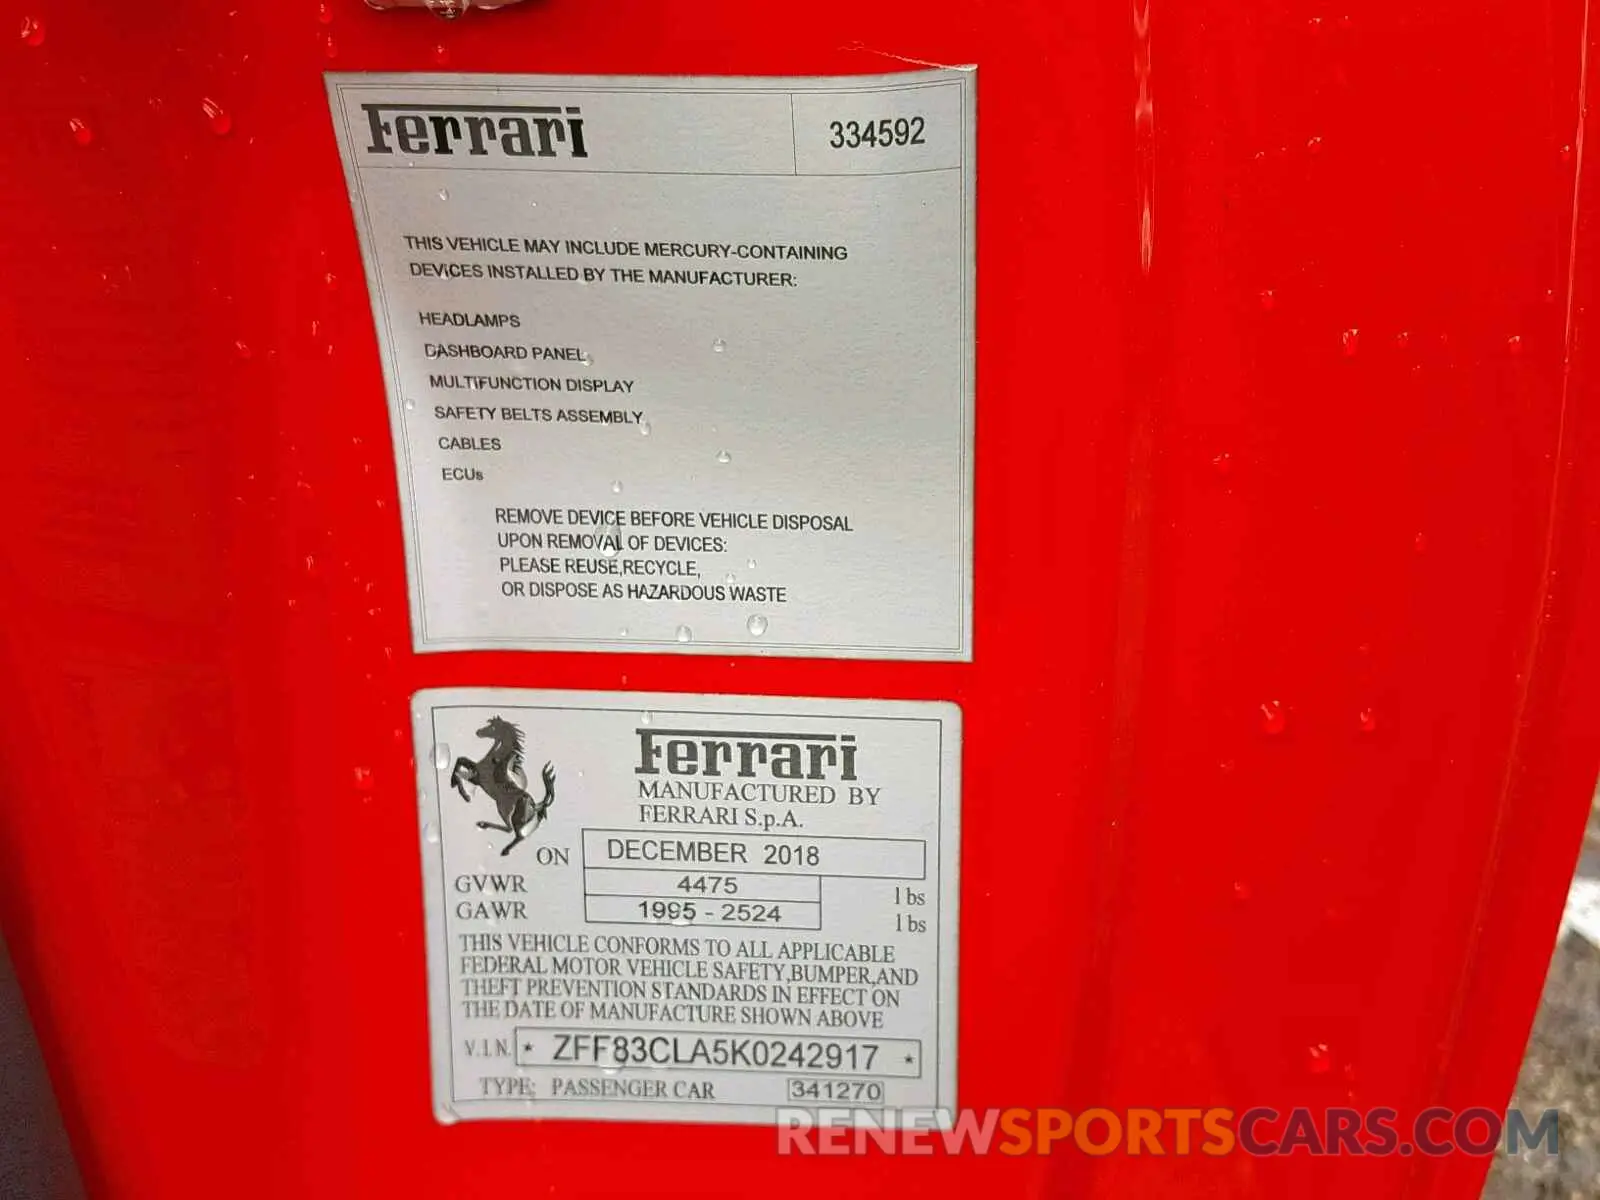 Ferrari
334592
THIS VEHICLE MAY INCLUDE MERCURY-CONTAINING
DEVICES INSTALLED BY THE MANUFACTURER:
HEADLAMPS
DASHBOARD PANEL
MULTIFUNCTION DISPLAY
SAFETY BELTS ASSEMBLY
CABLES
ECUs
REMOVE DEVICE BEFORE VEHICLE DISPOSAL
UPON REMOVAL OF DEVICES:
PLEASE REUSE,RECYCLE,
OR DISPOSE AS HAZARDOUS WASTE
Ferrari
MANUFACTURED BY
FERRARI S.p.A.
ON DECEMBER 2018
GVWR 4475 lbs
GAWR 1995 - 2524 lbs
THIS VEHICLE CONFORMS TO ALL APPLICABLE
FEDERAL MOTOR VEHICLE SAFETY,BUMPER,AND
THEFT PREVENTION STANDARDS IN EFFECT ON
THE DATE OF MANUFACTURE SHOWN ABOVE
V.I.N. * ZFF83CLA5K0242917 *
TYPE: PASSENGER CAR 341270
RENEWSPORTSCARS.COM